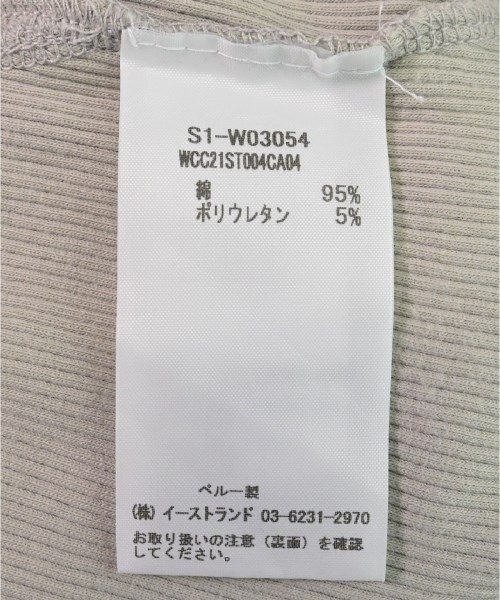 S1-W03054
WCC21ST004CA04
綿 95%
ポリウレタン 5%
ペルー製
(株) イーストランド 03-6231-2970
お取り扱いの注意 (裏面) を確認
してください。